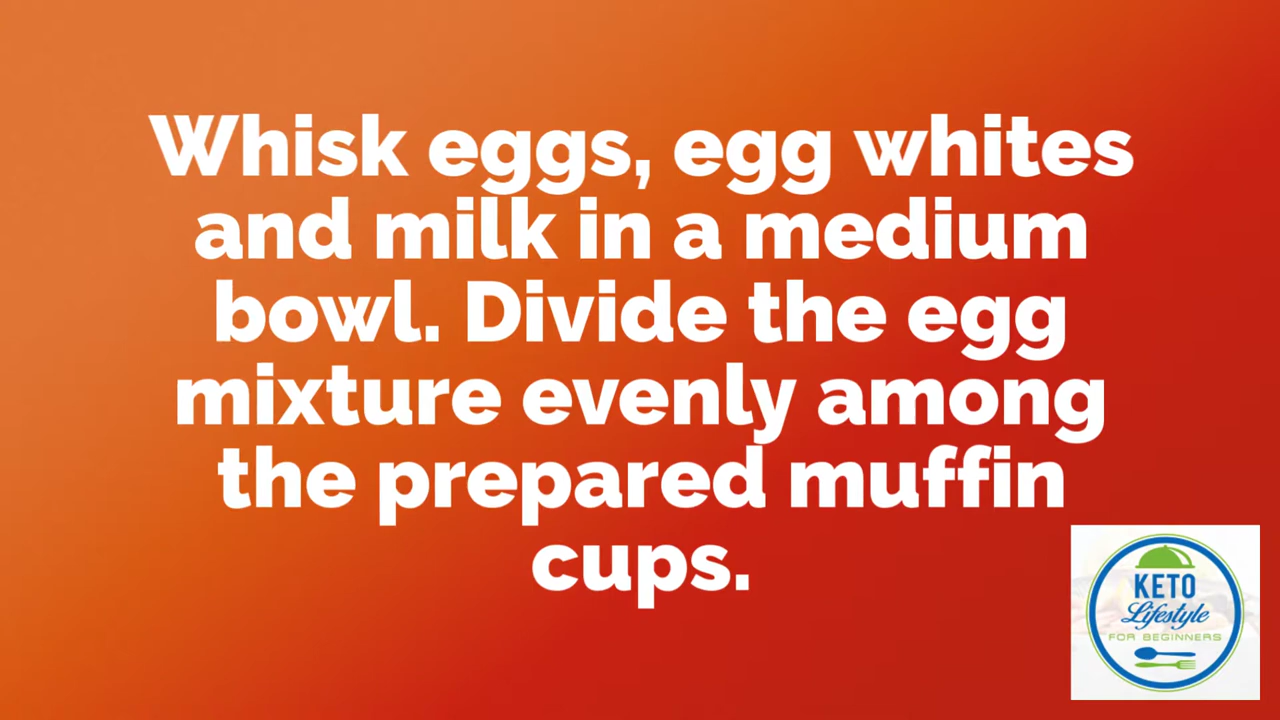 Whisk eggs, egg whites
and milk in a medium
bowl. Divide the egg
mixture evenly among
the prepared muffin
cups.
KETO
Lifestyle
FOR BEGINNERS